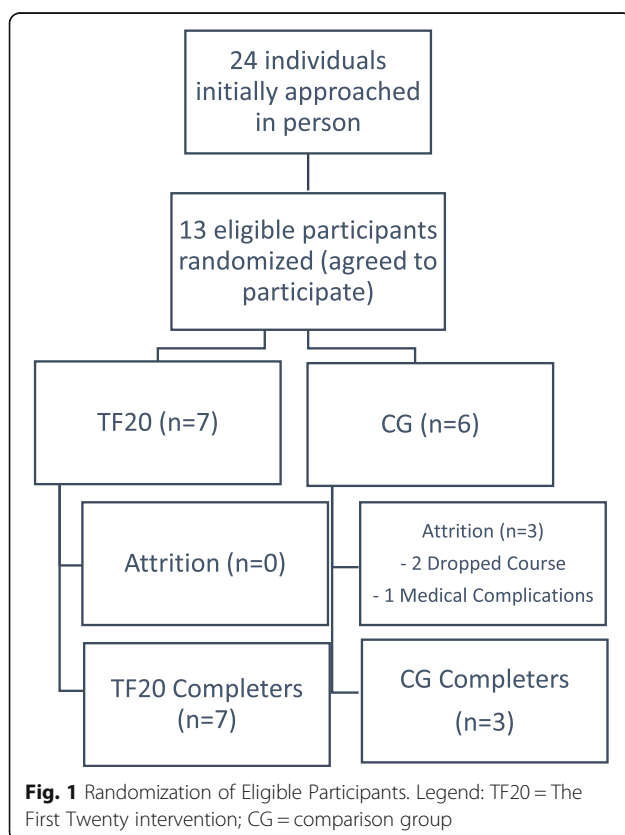 24 individuals
initially approached
in person
13 eligible participants
randomized (agreed to
participate)
TF20 (n=7)
CG (n=6)
Attrition (n=0)
Attrition (n=3)
- 2 Dropped Course
- 1 Medical Complications
TF20 Completers
(n=7)
CG Completers
(n=3)
Fig. 1 Randomization of Eligible Participants. Legend: TF20 = The
First Twenty intervention; CG = comparison group